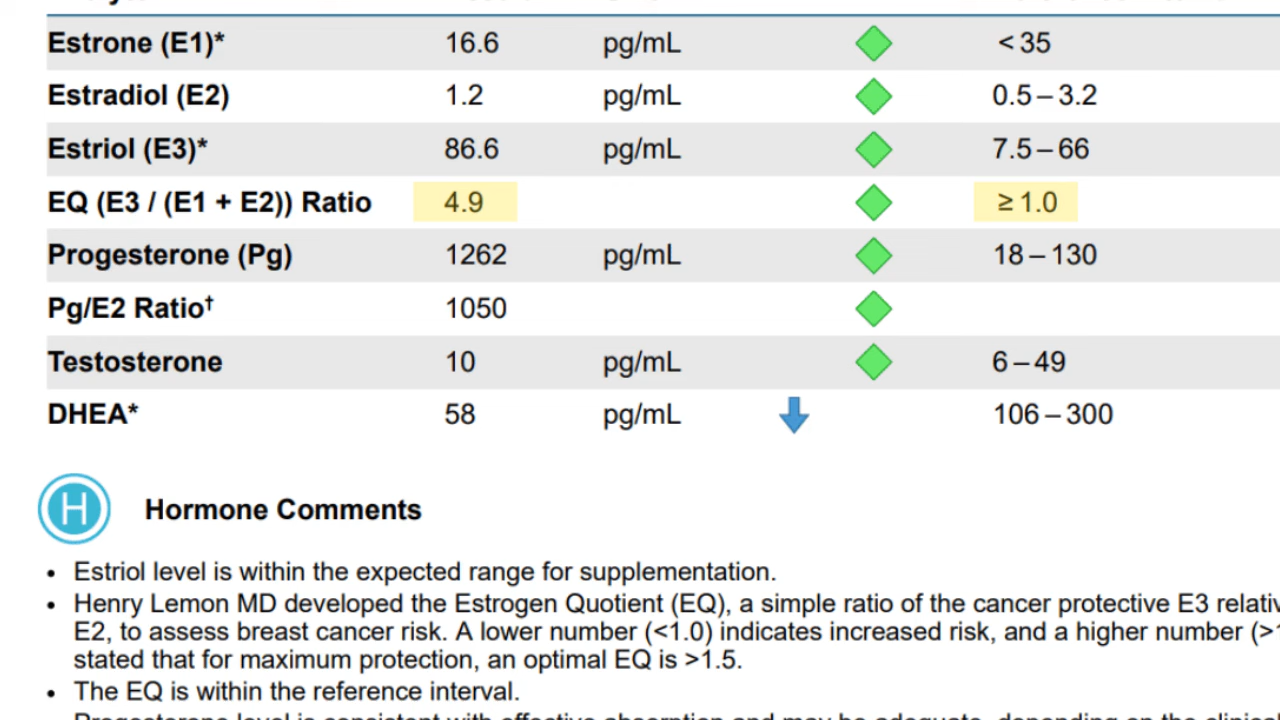 Estrone (E1)* 16.6 pg/mL < 35
Estradiol (E2) 1.2 pg/mL 0.5 – 3.2
Estriol (E3)* 86.6 pg/mL 7.5 – 66
EQ (E3 / (E1 + E2)) Ratio 4.9 ≥ 1.0
Progesterone (Pg) 1262 pg/mL 18 – 130
Pg/E2 Ratio† 1050
Testosterone 10 pg/mL 6 – 49
DHEA* 58 pg/mL 106 – 300
H Hormone Comments
• Estriol level is within the expected range for supplementation.
• Henry Lemon MD developed the Estrogen Quotient (EQ), a simple ratio of the cancer protective E3
E2, to assess breast cancer risk. A lower number (<1.0) indicates increased risk, and a higher number
stated that for maximum protection, an optimal EQ is >1.5.
• The EQ is within the reference interval.